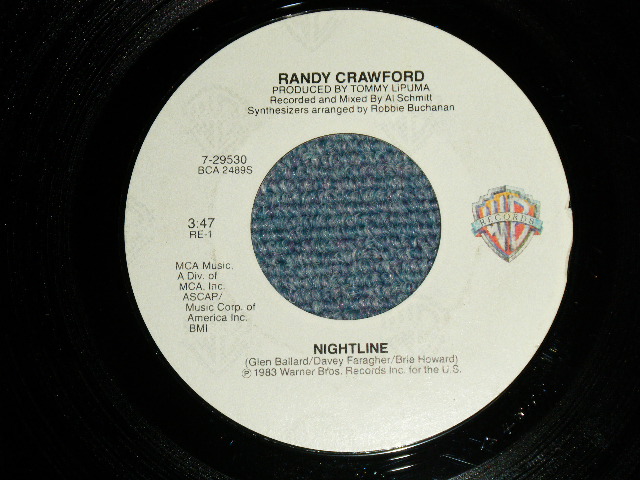 RANDY CRAWFORD
PRODUCED BY TOMMY LiPUMA
Recorded and Mixed By Al Schmitt
Synthesizers arranged by Robbie Buchanan
7-29530
BCA 2489S
3:47
RE-1
MCA Music,
A Div. of
MCA, Inc.
ASCAP/
Music Corp. of
America Inc.
BMI
RECORDS
NIGHTLINE
(Glen Ballard/Davey Faragher/Brie Howard)
℗ 1983 Warner Bros. Records Inc. for the U.S.